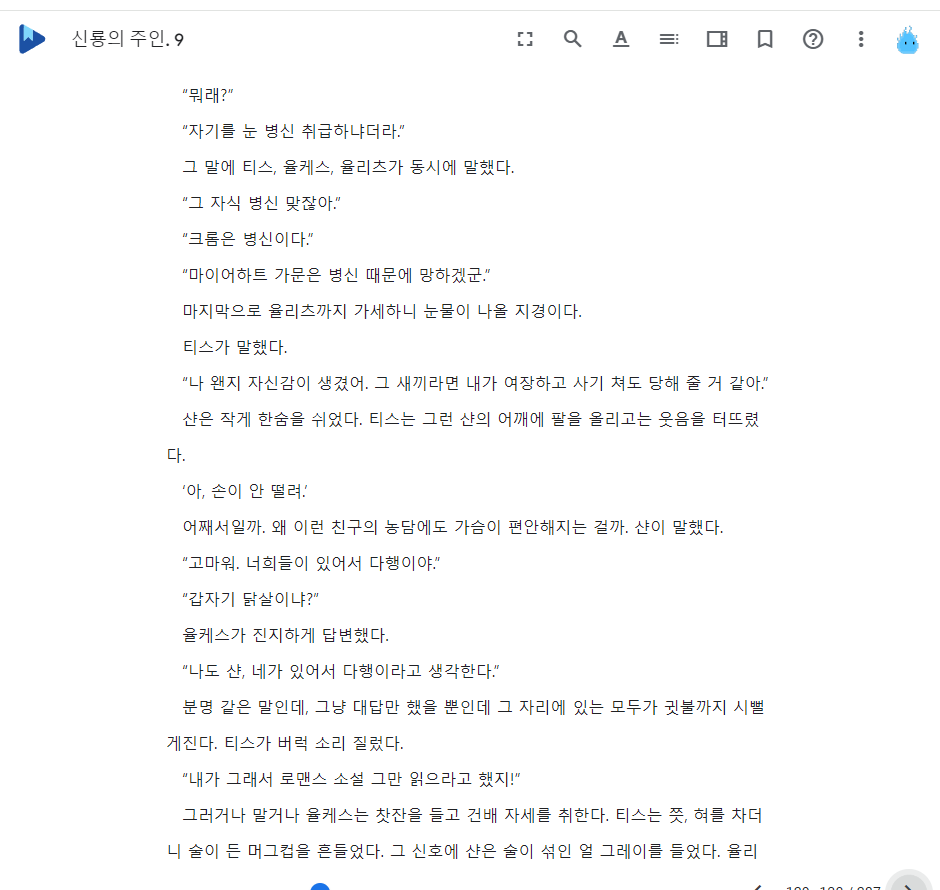 신룡의 주인. 9
“뭐래?”
“자기를 눈 병신 취급하냐더라.”
그 말에 티스, 율케스, 율리츠가 동시에 말했다.
“그 자식 병신 맞잖아.”
“크롬은 병신이다.”
“마이어하트 가문은 병신 때문에 망하겠군.”
마지막으로 율리츠까지 가세하니 눈물이 나올 지경이다.
티스가 말했다.
“나 왠지 자신감이 생겼어. 그 새끼라면 내가 여장하고 사기 쳐도 당해 줄 거 같아.”
샨은 작게 한숨을 쉬었다. 티스는 그런 샨의 어깨에 팔을 올리고는 웃음을 터뜨렸
다.
‘아, 손이 안 떨려.’
어째서일까. 왜 이런 친구의 농담에도 가슴이 편안해지는 걸까. 샨이 말했다.
“고마워. 너희들이 있어서 다행이야.”
“갑자기 닭살이냐?”
율케스가 진지하게 답변했다.
“나도 샨, 네가 있어서 다행이라고 생각한다.”
분명 같은 말인데, 그냥 대답만 했을 뿐인데 그 자리에 있는 모두가 귓불까지 시뻘
게진다. 티스가 버럭 소리 질렀다.
“내가 그래서 로맨스 소설 그만 읽으라고 했지!”
그러거나 말거나 율케스는 찻잔을 들고 건배 자세를 취한다. 티스는 쯧, 혀를 차더
니 술이 든 머그컵을 흔들었다. 그 신호에 샨은 술이 섞인 얼 그레이를 들었다. 율리